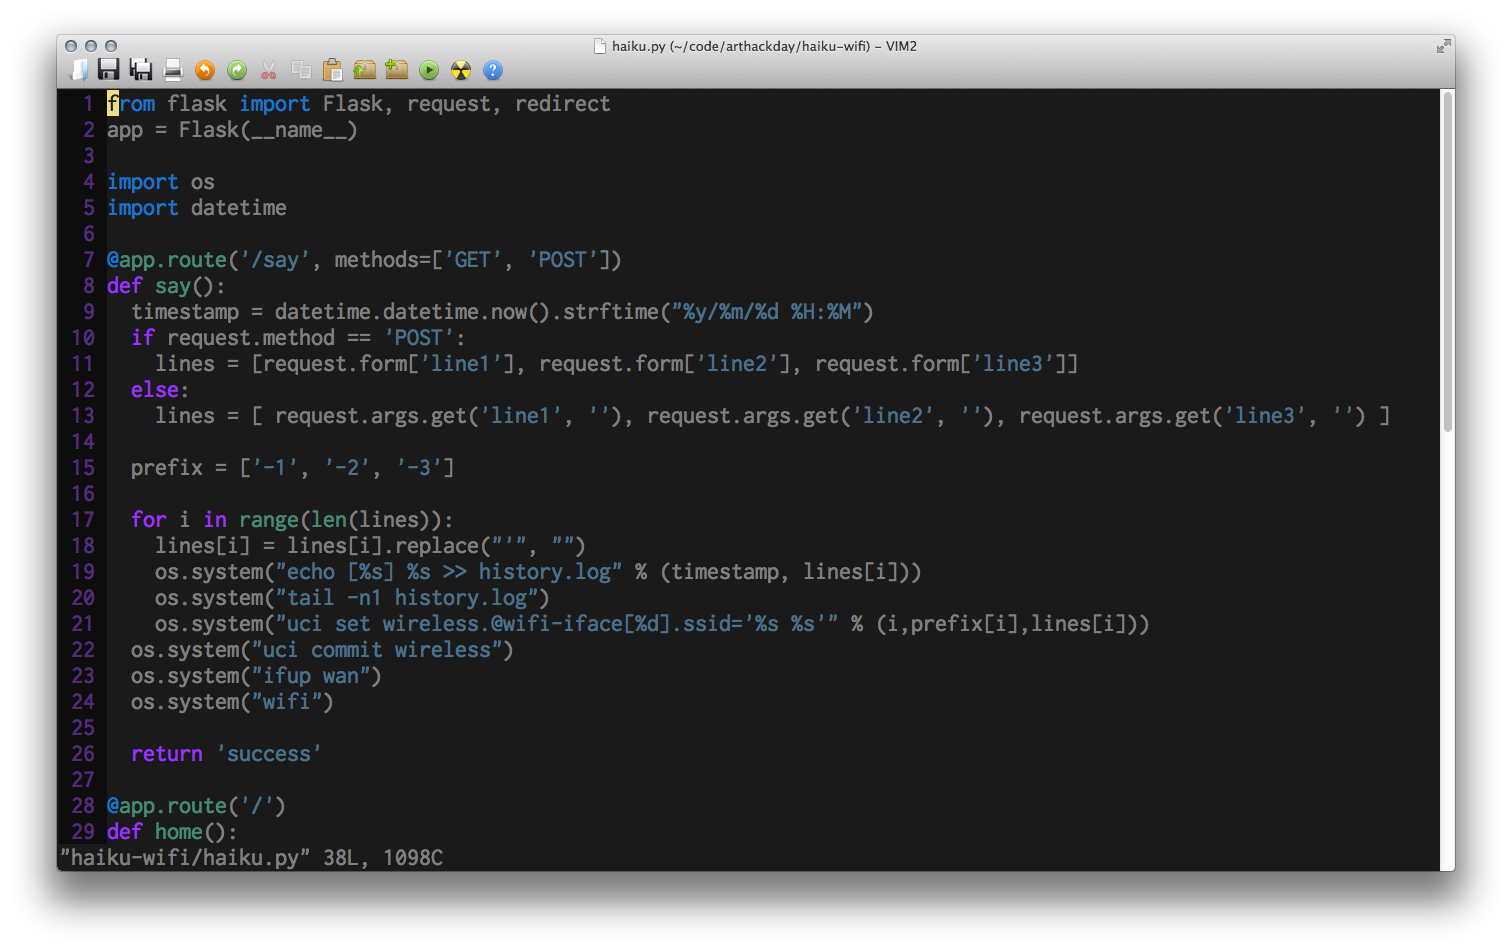 haiku.py (~/code/arthackday/haiku-wifi) – VIM2
1 from flask import Flask, request, redirect
2 app = Flask(__name__)
3
4 import os
5 import datetime
6
7 @app.route('/say', methods=['GET', 'POST'])
8 def say():
9   timestamp = datetime.datetime.now().strftime("%y/%m/%d %H:%M")
10   if request.method == 'POST':
11     lines = [request.form['line1'], request.form['line2'], request.form['line3']]
12   else:
13     lines = [ request.args.get('line1', ''), request.args.get('line2', ''), request.args.get('line3', '') ]
14
15   prefix = ['-1', '-2', '-3']
16
17   for i in range(len(lines)):
18     lines[i] = lines[i].replace("'", "")
19     os.system("echo [%s] %s >> history.log" % (timestamp, lines[i]))
20     os.system("tail -n1 history.log")
21     os.system("uci set wireless.@wifi-iface[%d].ssid='%s %s'" % (i,prefix[i],lines[i]))
22   os.system("uci commit wireless")
23   os.system("ifup wan")
24   os.system("wifi")
25
26   return 'success'
27
28 @app.route('/')
29 def home():
"haiku-wifi/haiku.py" 38L, 1098C